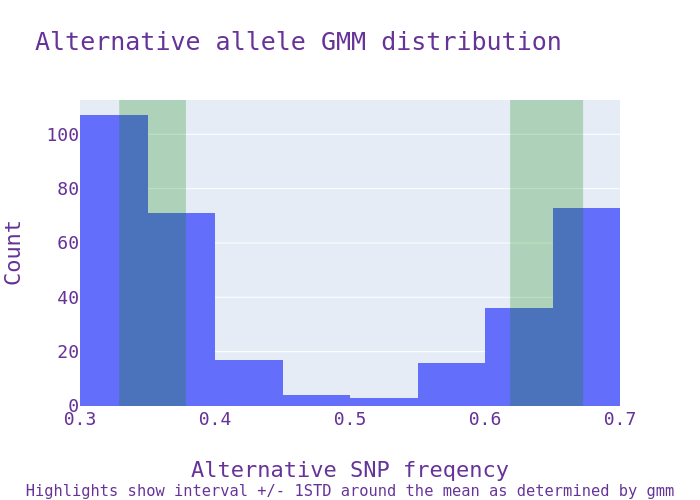 Alternative allele GMM distribution
Count
100
80
60
40
20
0
0.3 0.4 0.5 0.6 0.7
Alternative SNP freqency
Highlights show interval +/- 1STD around the mean as determined by gmm